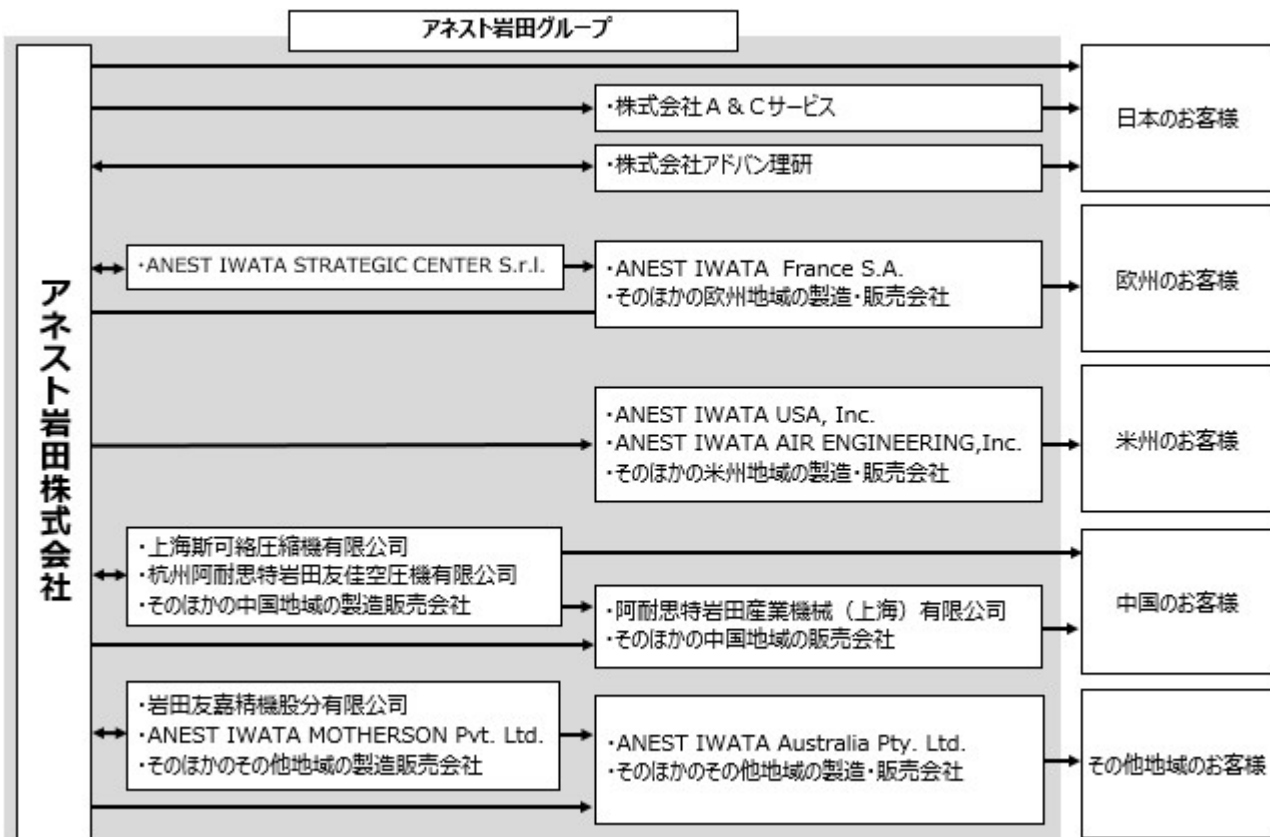 アネスト岩田グループ
アネスト岩田株式会社
・株式会社A & Cサービス
・株式会社アドバン理研
日本のお客様
・ANEST IWATA STRATEGIC CENTER S.r.l.
・ANEST IWATA France S.A.
・そのほかの欧州地域の製造・販売会社
欧州のお客様
・ANEST IWATA USA, Inc.
・ANEST IWATA AIR ENGINEERING,Inc.
・そのほかの米州地域の製造・販売会社
米州のお客様
・上海斯可絡圧縮機有限公司
・杭州阿耐思特岩田友佳空圧機有限公司
・そのほかの中国地域の製造販売会社
・阿耐思特岩田産業機械（上海）有限公司
・そのほかの中国地域の販売会社
中国のお客様
・岩田友嘉精機股分有限公司
・ANEST IWATA MOTHERSON Pvt. Ltd.
・そのほかのその他地域の製造販売会社
・ANEST IWATA Australia Pty. Ltd.
・そのほかのその他地域の製造・販売会社
その他地域のお客様